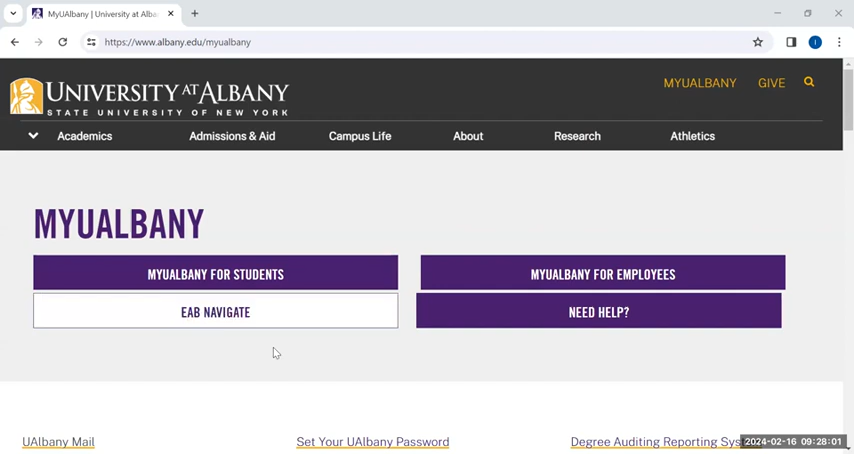 MyUAlbany | University at Alba
https://www.albany.edu/myualbany
UNIVERSITY AT ALBANY
STATE UNIVERSITY OF NEW YORK
MYUALBANY GIVE
Academics Admissions & Aid Campus Life About Research Athletics
MYUALBANY
MYUALBANY FOR STUDENTS MYUALBANY FOR EMPLOYEES
EAB NAVIGATE NEED HELP?
UAlbany Mail Set Your UAlbany Password Degree Auditing Reporting Sys
2024-02-16 09:28:01